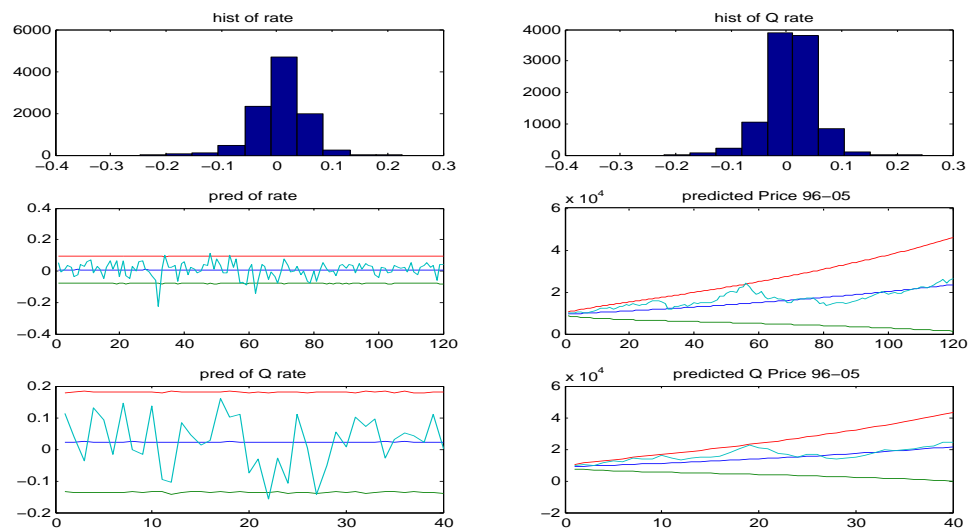 hist of rate
6000
4000
2000
0
−0.4 −0.3 −0.2 −0.1 0 0.1 0.2 0.3
hist of Q rate
4000
3000
2000
1000
0
−0.4 −0.3 −0.2 −0.1 0 0.1 0.2 0.3
pred of rate
0.4
0.2
0
−0.2
−0.4
0 20 40 60 80 100 120
predicted Price 96−05
x 10^4
6
4
2
0
0 20 40 60 80 100 120
pred of Q rate
0.2
0.1
0
−0.1
−0.2
0 10 20 30 40
predicted Q Price 96−05
x 10^4
6
4
2
0
−2
0 10 20 30 40